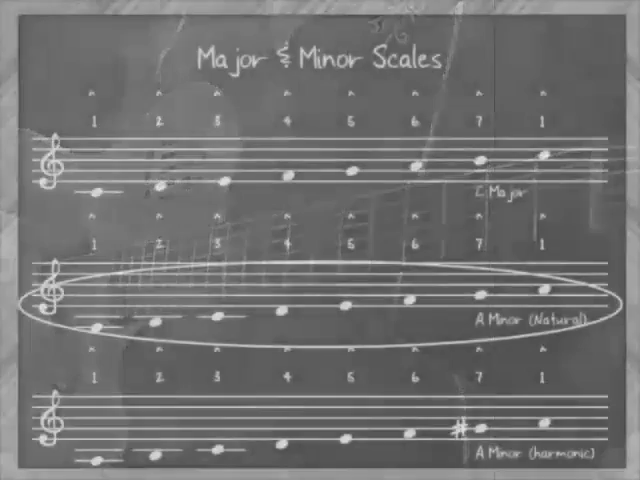 Major & Minor Scales
^ ^ ^ ^ ^ ^ ^ ^
1 2 3 4 5 6 7 1
C Major
^ ^ ^ ^ ^ ^ ^ ^
1 2 3 4 5 6 7 1
A Minor (Natural)
^ ^ ^ ^ ^ ^ ^ ^
1 2 3 4 5 6 7 1
#
A Minor (harmonic)